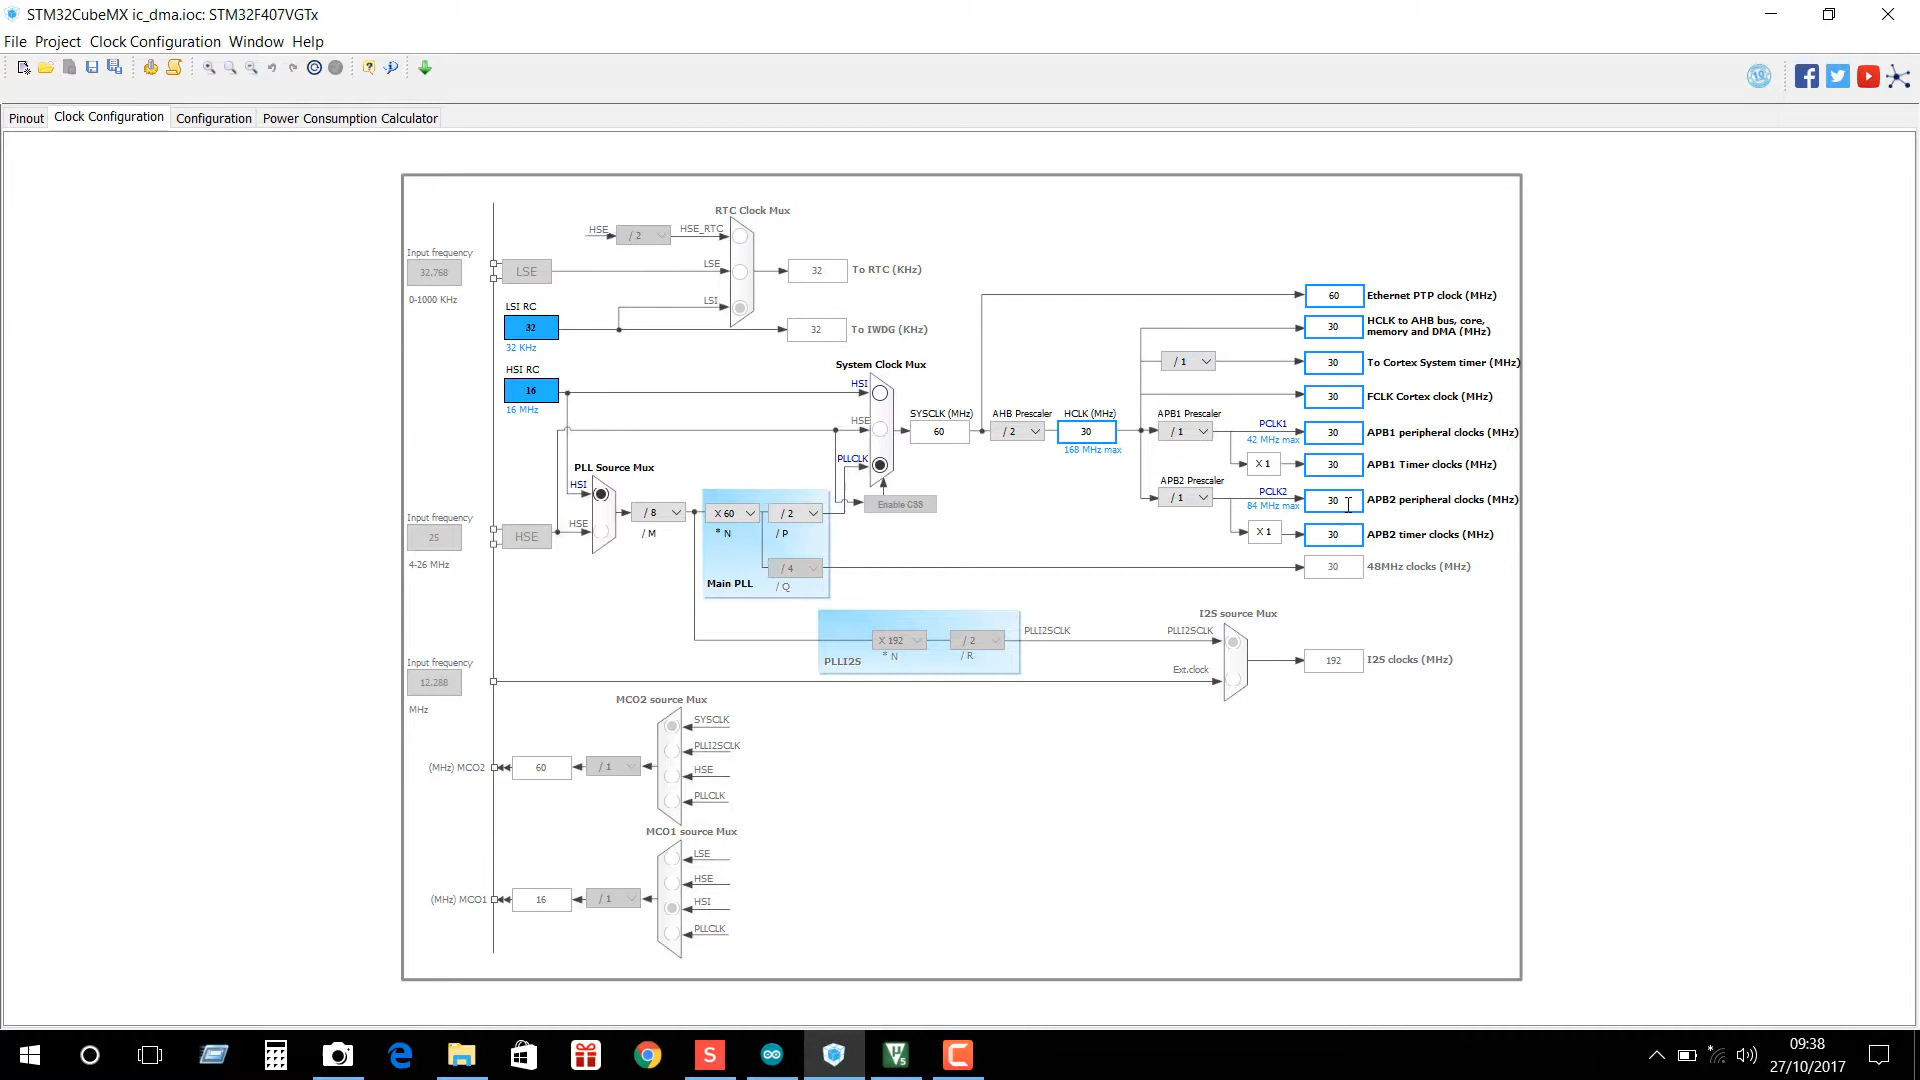 STM32CubeMX ic_dma.ioc: STM32F407VGTx
File Project Clock Configuration Window Help
10
Pinout Clock Configuration Configuration Power Consumption Calculator
RTC Clock Mux
HSE / 2 HSE_RTC
Input frequency
32.768
0-1000 KHz
LSE LSE
32 To RTC (KHz)
LSI RC
LSI
32
32 KHz
32 To IWDG (KHz)
60 Ethernet PTP clock (MHz)
30 HCLK to AHB bus, core,
memory and DMA (MHz)
/ 1 30 To Cortex System timer (MHz)
HSI RC
16
16 MHz
System Clock Mux
HSI
HSE
PLLCLK
Enable CSS
SYSCLK (MHz) AHB Prescaler HCLK (MHz) APB1 Prescaler
60 / 2 30 / 1
168 MHz max
30 FCLK Cortex clock (MHz)
PCLK1
42 MHz max
30 APB1 peripheral clocks (MHz)
X 1 30 APB1 Timer clocks (MHz)
APB2 Prescaler
/ 1
PCLK2
84 MHz max
30 APB2 peripheral clocks (MHz)
X 1 30 APB2 timer clocks (MHz)
30 48MHz clocks (MHz)
PLL Source Mux
HSI
HSE
Input frequency
25
4-26 MHz
HSE
/ 8
/ M
X 60 / 2
* N / P
/ 4
Main PLL / Q
X 192 / 2
PLLI2S * N / R
PLLI2SCLK
I2S source Mux
PLLI2SCLK
Ext.clock
192 I2S clocks (MHz)
Input frequency
12.288
MHz
MCO2 source Mux
SYSCLK
PLLI2SCLK
HSE
PLLCLK
(MHz) MCO2 60 / 1
MCO1 source Mux
LSE
HSE
HSI
PLLCLK
(MHz) MCO1 16 / 1
S
5
C
09:38
27/10/2017